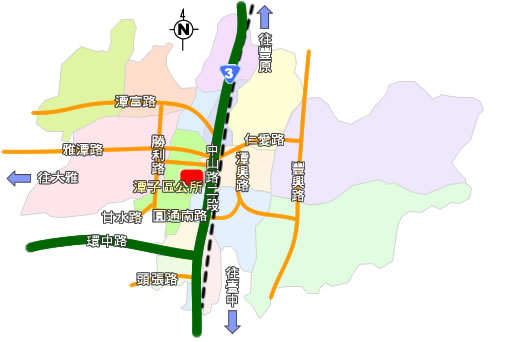 4
N
往豐原
3
潭富路
雅潭路
勝利路
中山路二段
仁愛路
潭興路
豐興路
往大雅
潭子區公所
甘水路
圓通南路
環中路
頭張路
往臺中